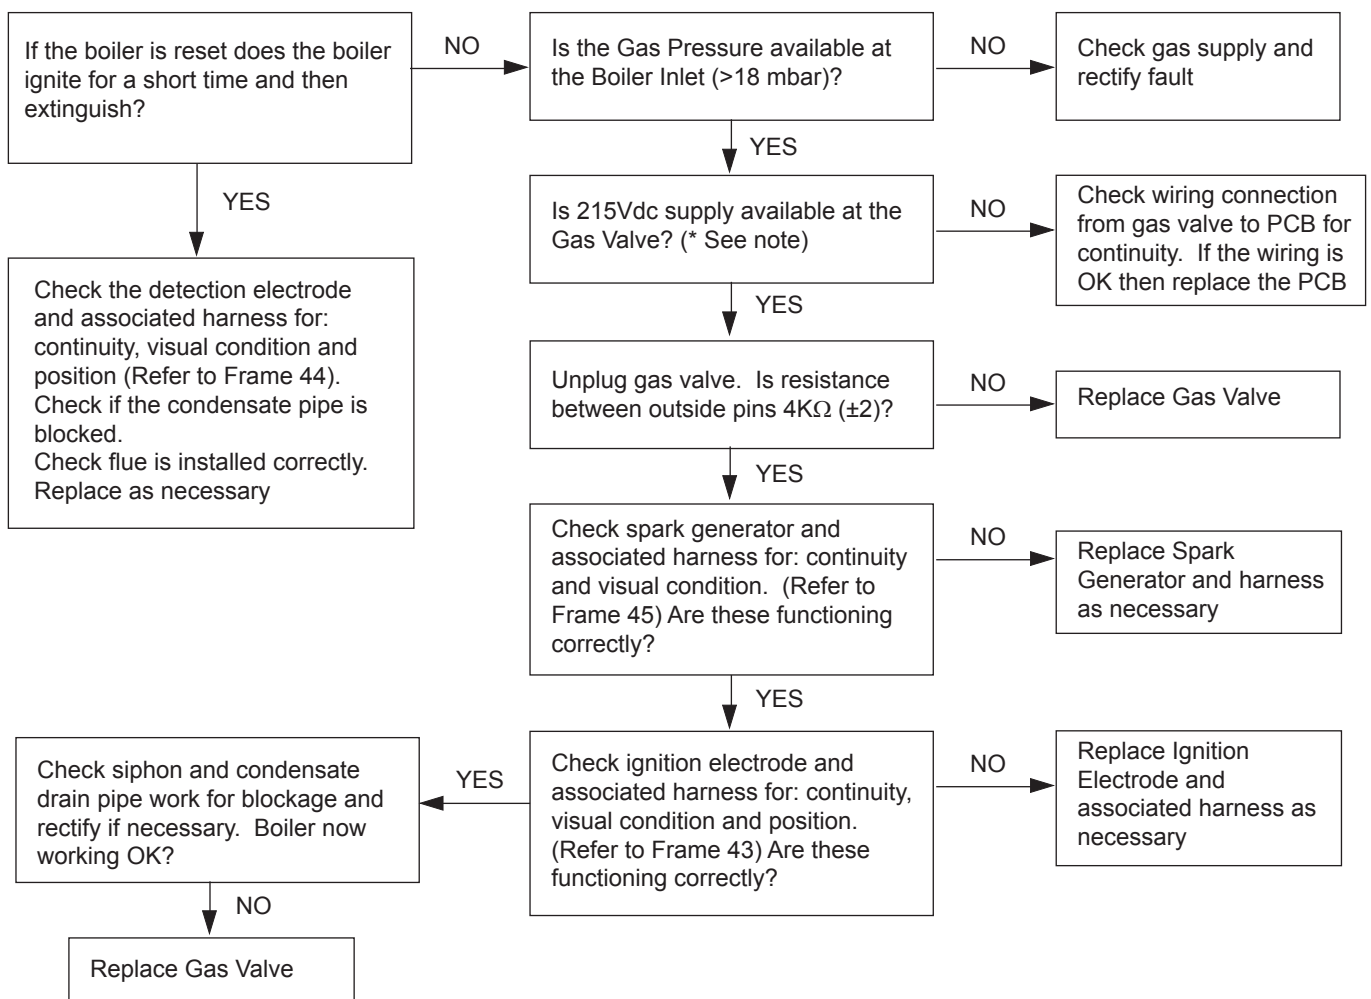 If the boiler is reset does the boiler
ignite for a short time and then
extinguish?
NO
Is the Gas Pressure available at
the Boiler Inlet (>18 mbar)?
NO
Check gas supply and
rectify fault
YES
YES
Is 215Vdc supply available at the
Gas Valve? (* See note)
NO
Check wiring connection
from gas valve to PCB for
continuity.  If the wiring is
OK then replace the PCB
Check the detection electrode
and associated harness for:
continuity, visual condition and
position (Refer to Frame 44).
Check if the condensate pipe is
blocked.
Check flue is installed correctly.
Replace as necessary
YES
Unplug gas valve.  Is resistance
between outside pins 4KΩ (±2)?
NO
Replace Gas Valve
YES
Check spark generator and
associated harness for: continuity
and visual condition.  (Refer to
Frame 45) Are these functioning
correctly?
NO
Replace Spark
Generator and harness
as necessary
YES
Check ignition electrode and
associated harness for: continuity,
visual condition and position.
(Refer to Frame 43) Are these
functioning correctly?
NO
Replace Ignition
Electrode and
associated harness as
necessary
YES
Check siphon and condensate
drain pipe work for blockage and
rectify if necessary.  Boiler now
working OK?
NO
Replace Gas Valve